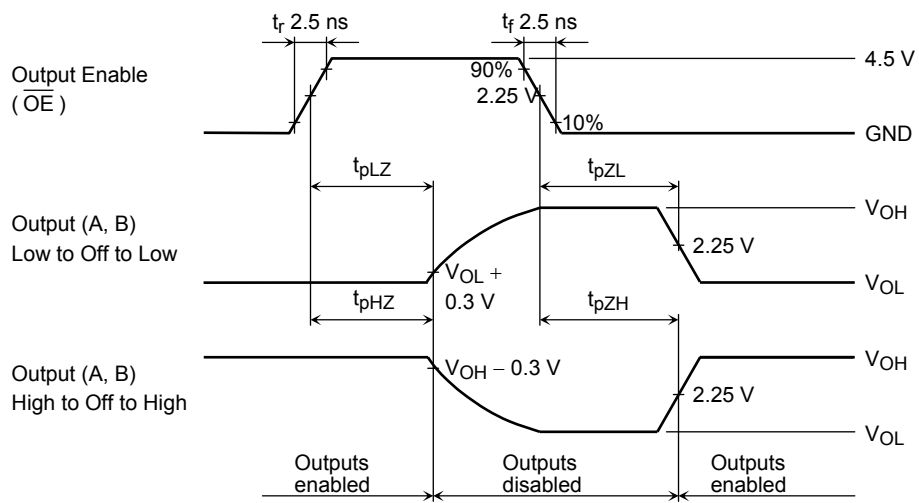 tr 2.5 ns
tf 2.5 ns
Output Enable
( OE )
90%
2.25 V
10%
4.5 V
GND
tpLZ
tpZL
Output (A, B)
Low to Off to Low
VOL +
0.3 V
2.25 V
VOH
VOL
tpHZ
tpZH
Output (A, B)
High to Off to High
VOH − 0.3 V
2.25 V
VOH
VOL
Outputs
enabled
Outputs
disabled
Outputs
enabled